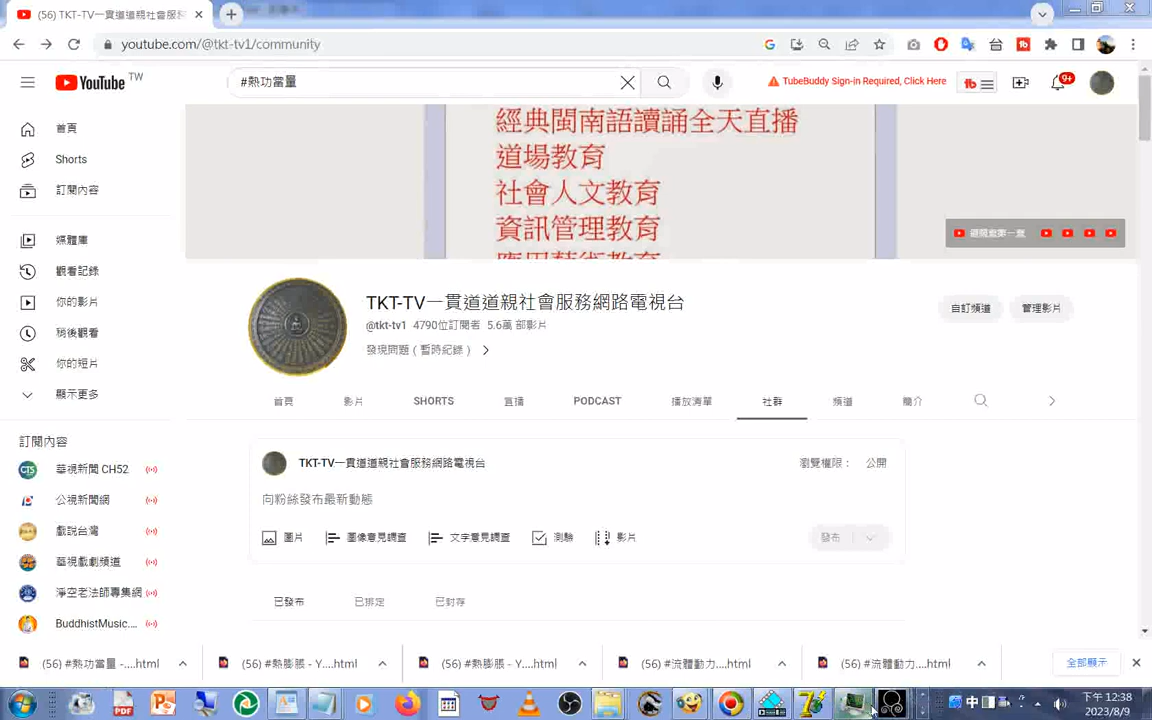 (56) TKT-TV一貫道道親社會服務
youtube.com/@tkt-tv1/community
YouTube TW
#熱功當量
TubeBuddy Sign-in Required, Click Here
9+
首頁
Shorts
訂閱內容
媒體庫
觀看記錄
你的影片
稍後觀看
你的短片
顯示更多
訂閱內容
華視新聞 CH52
公視新聞網
戲說台灣
華視戲劇頻道
淨空老法師專集網
BuddhistMusic...
經典閩南語讀誦全天直播
道場教育
社會人文教育
資訊管理教育
應用藝術教育
TKT-TV一貫道道親社會服務網路電視台
@tkt-tv1 4790位訂閱者 5.6萬 部影片
發現問題（暫時紀錄）
自訂頻道
管理影片
首頁
影片
SHORTS
直播
PODCAST
播放清單
社群
頻道
簡介
TKT-TV一貫道道親社會服務網路電視台
瀏覽權限：
公開
向粉絲發布最新動態
圖片
圖像意見調查
文字意見調查
測驗
影片
發布
已發布
已排定
已封存
(56) #熱功當量 -....html
(56) #熱膨脹 - Y....html
(56) #熱膨脹 - Y....html
(56) #流體動力....html
(56) #流體動力....html
全部顯示
中
下午 12:38
2023/8/9